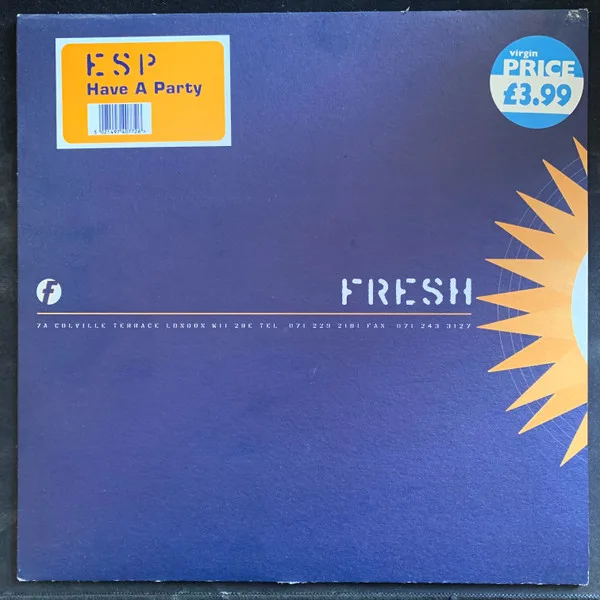 ESP
Have A Party
virgin
PRICE
£3.99
f
FRESH
7A COLVILLE TERRACE LONDON W11 2BE TEL 071 229 2181 FAX 071 243 3127